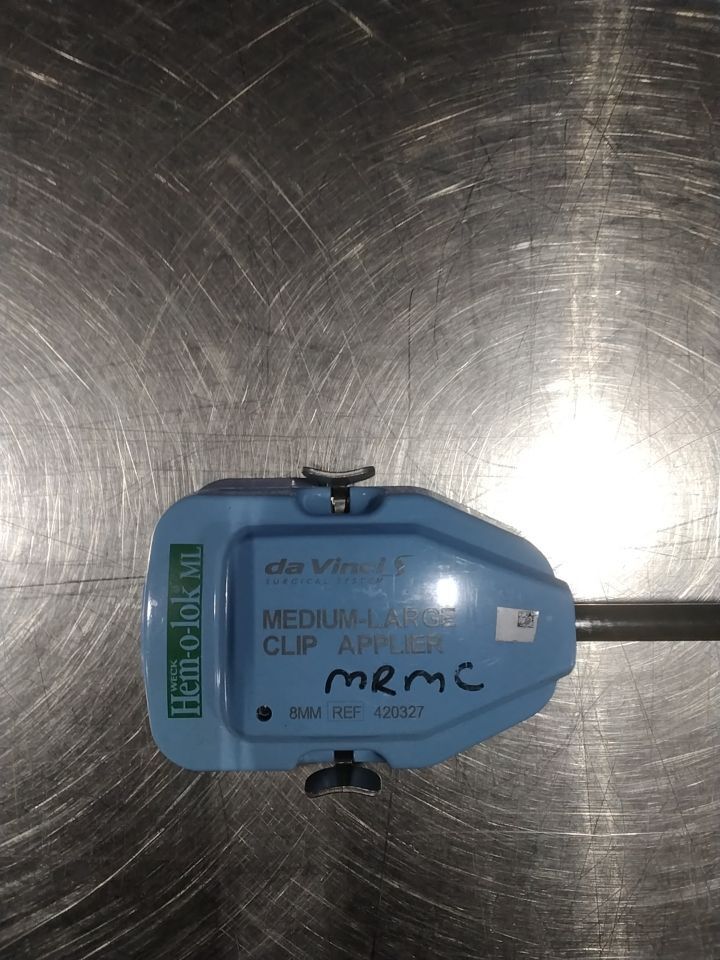 da Vinci S
SURGICAL SYSTEM
MEDIUM-LARGE
CLIP APPLIER
MRMC
8MM REF 420327
WECK
Hem-o-lok® ML